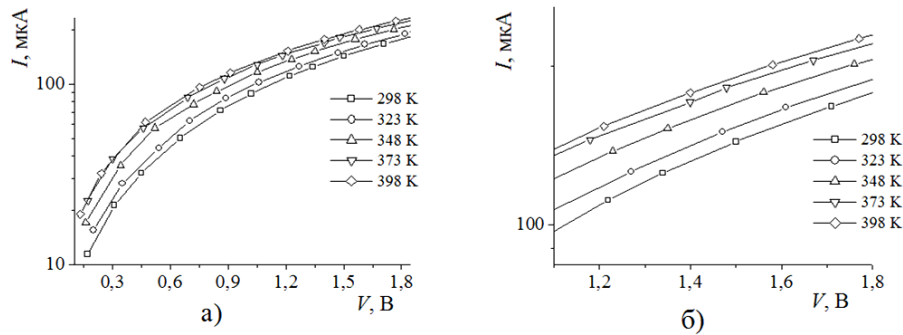 I, мкА
100
10
298 K
323 K
348 K
373 K
398 K
0,3 0,6 0,9 1,2 1,5 1,8
V, В
а)
I, мкА
100
298 K
323 K
348 K
373 K
398 K
1,2 1,4 1,6 1,8
V, В
б)